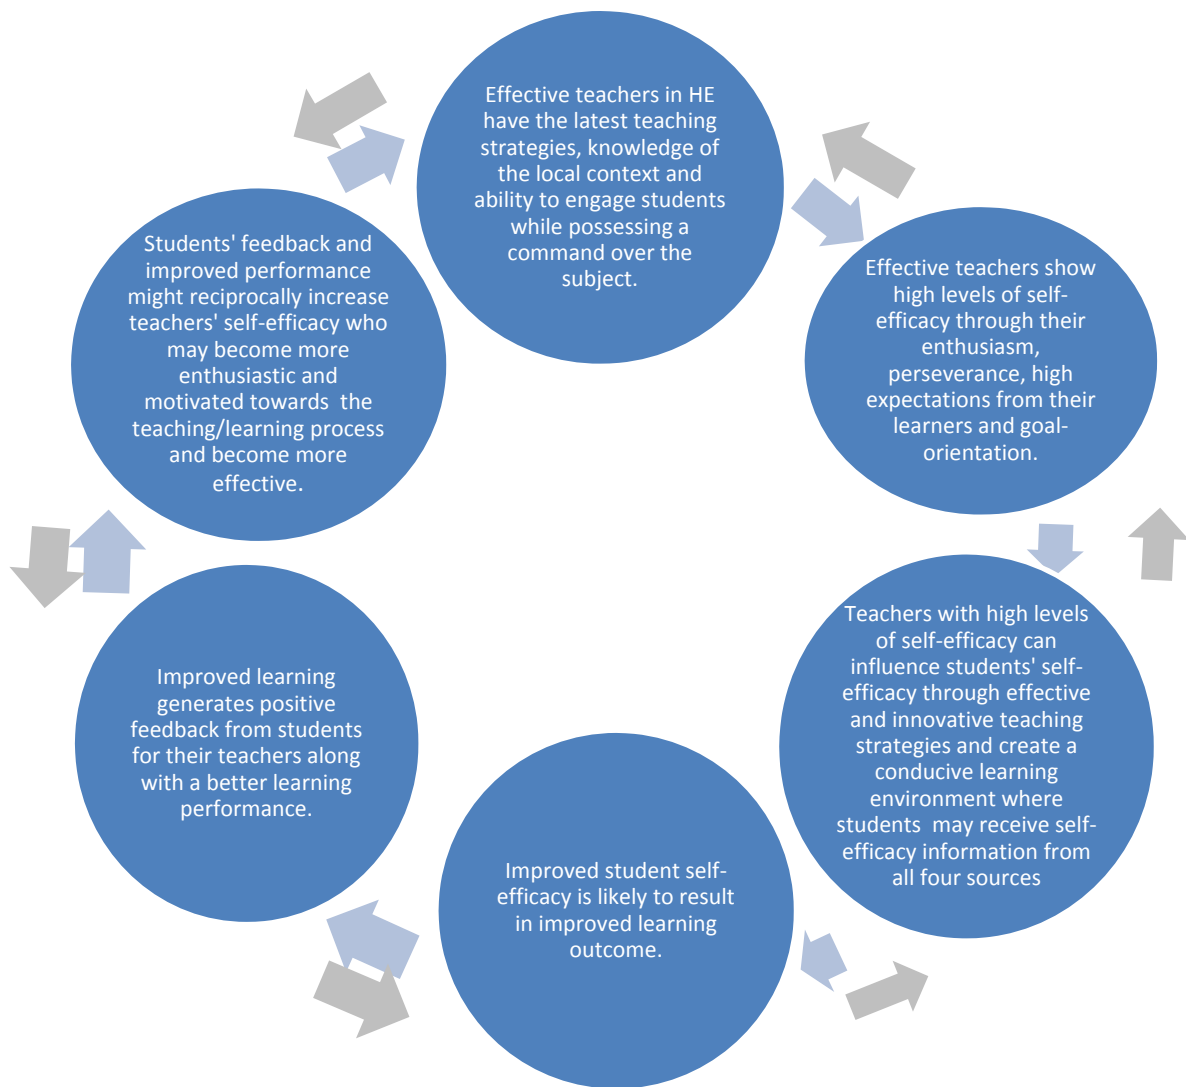 Effective teachers in HE
have the latest teaching
strategies, knowledge of
the local context and
ability to engage students
while possessing a
command over the
subject.
Effective teachers show
high levels of self-
efficacy through their
enthusiasm,
perseverance, high
expectations from their
learners and goal-
orientation.
Teachers with high levels
of self-efficacy can
influence students' self-
efficacy through effective
and innovative teaching
strategies and create a
conducive learning
environment where
students  may receive self-
efficacy information from
all four sources
Improved student self-
efficacy is likely to result
in improved learning
outcome.
Improved learning
generates positive
feedback from students
for their teachers along
with a better learning
performance.
Students' feedback and
improved performance
might reciprocally increase
teachers' self-efficacy who
may become more
enthusiastic and
motivated towards  the
teaching/learning process
and become more
effective.